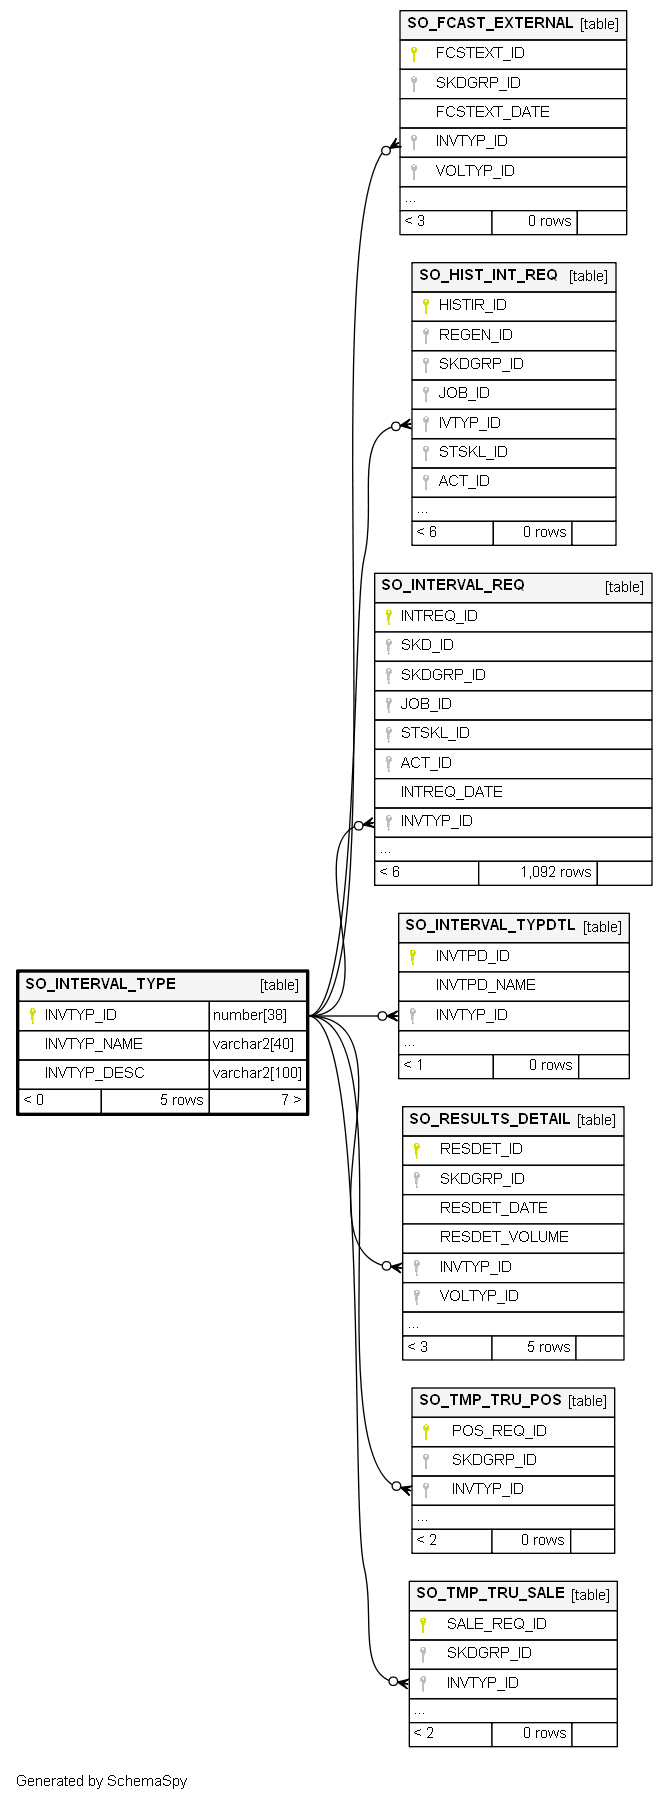 SO_FCAST_EXTERNAL [table]
FCSTEXT_ID
SKDGRP_ID
FCSTEXT_DATE
INVTYP_ID
VOLTYP_ID
...
< 3 0 rows
SO_HIST_INT_REQ [table]
HISTIR_ID
REGEN_ID
SKDGRP_ID
JOB_ID
IVTYP_ID
STSKL_ID
ACT_ID
...
< 6 0 rows
SO_INTERVAL_REQ [table]
INTREQ_ID
SKD_ID
SKDGRP_ID
JOB_ID
STSKL_ID
ACT_ID
INTREQ_DATE
INVTYP_ID
...
< 6 1,092 rows
SO_INTERVAL_TYPDTL [table]
INVTPD_ID
INVTPD_NAME
INVTYP_ID
...
< 1 0 rows
SO_INTERVAL_TYPE [table]
INVTYP_ID number[38]
INVTYP_NAME varchar2[40]
INVTYP_DESC varchar2[100]
< 0 5 rows 7 >
SO_RESULTS_DETAIL [table]
RESDET_ID
SKDGRP_ID
RESDET_DATE
RESDET_VOLUME
INVTYP_ID
VOLTYP_ID
...
< 3 5 rows
SO_TMP_TRU_POS [table]
POS_REQ_ID
SKDGRP_ID
INVTYP_ID
...
< 2 0 rows
SO_TMP_TRU_SALE [table]
SALE_REQ_ID
SKDGRP_ID
INVTYP_ID
...
< 2 0 rows
Generated by SchemaSpy